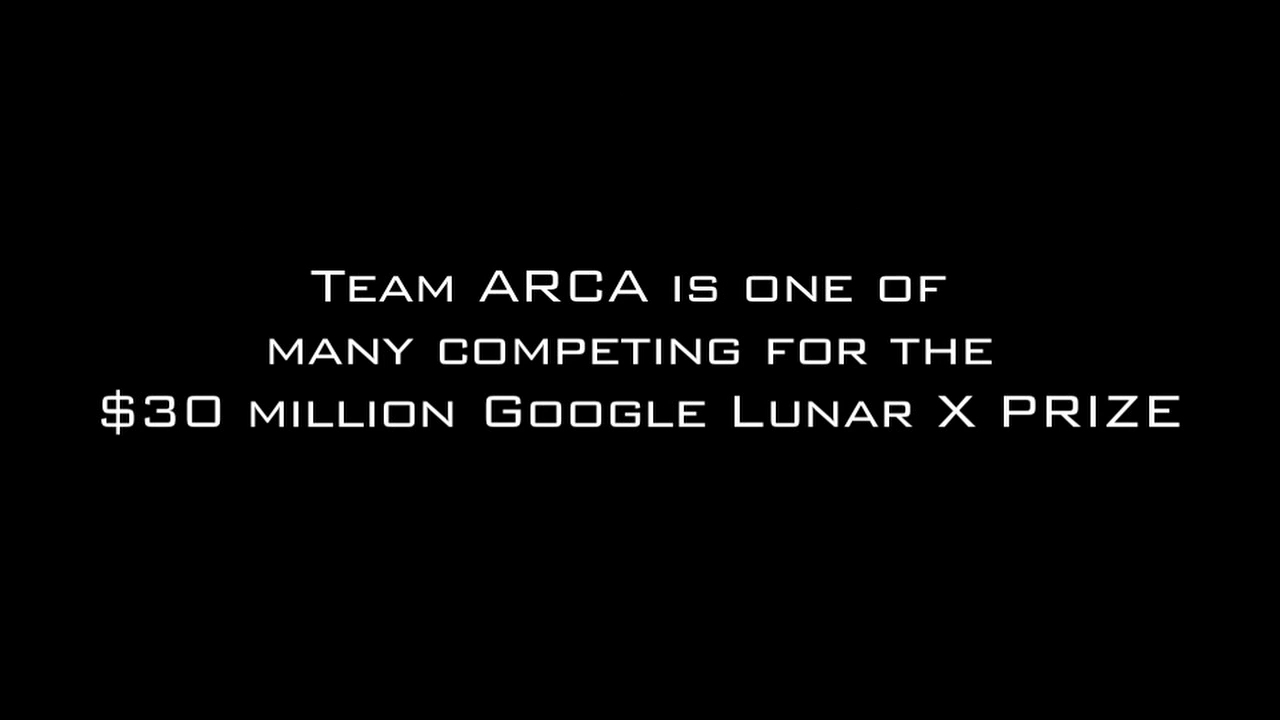 Team ARCA is one of
many competing for the
$30 million Google Lunar X PRIZE